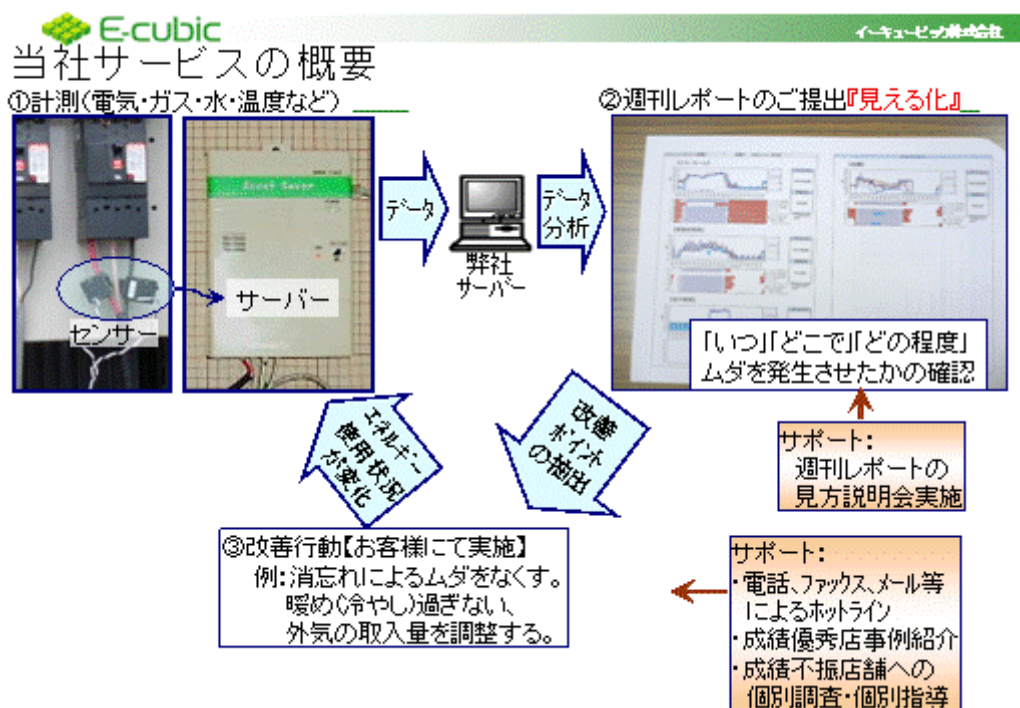 E-cubic
イーキュービック株式会社
当社サービスの概要
①計測(電気・ガス・水・温度など)
②週刊レポートのご提出『見える化』
センサー
サーバー
データ
弊社
サーバー
データ
分析
「いつ」「どこで」「どの程度」
ムダを発生させたかの確認
サポート:
週刊レポートの
見方説明会実施
改善
ポイント
の抽出
エネルギー
使用状況
が変化
③改善行動【お客様にて実施】
例:消忘れによるムダをなくす。
暖め(冷やし)過ぎない、
外気の取入量を調整する。
サポート:
・電話、ファックス、メール等
によるホットライン
・成績優秀店事例紹介
・成績不振店舗への
個別調査・個別指導